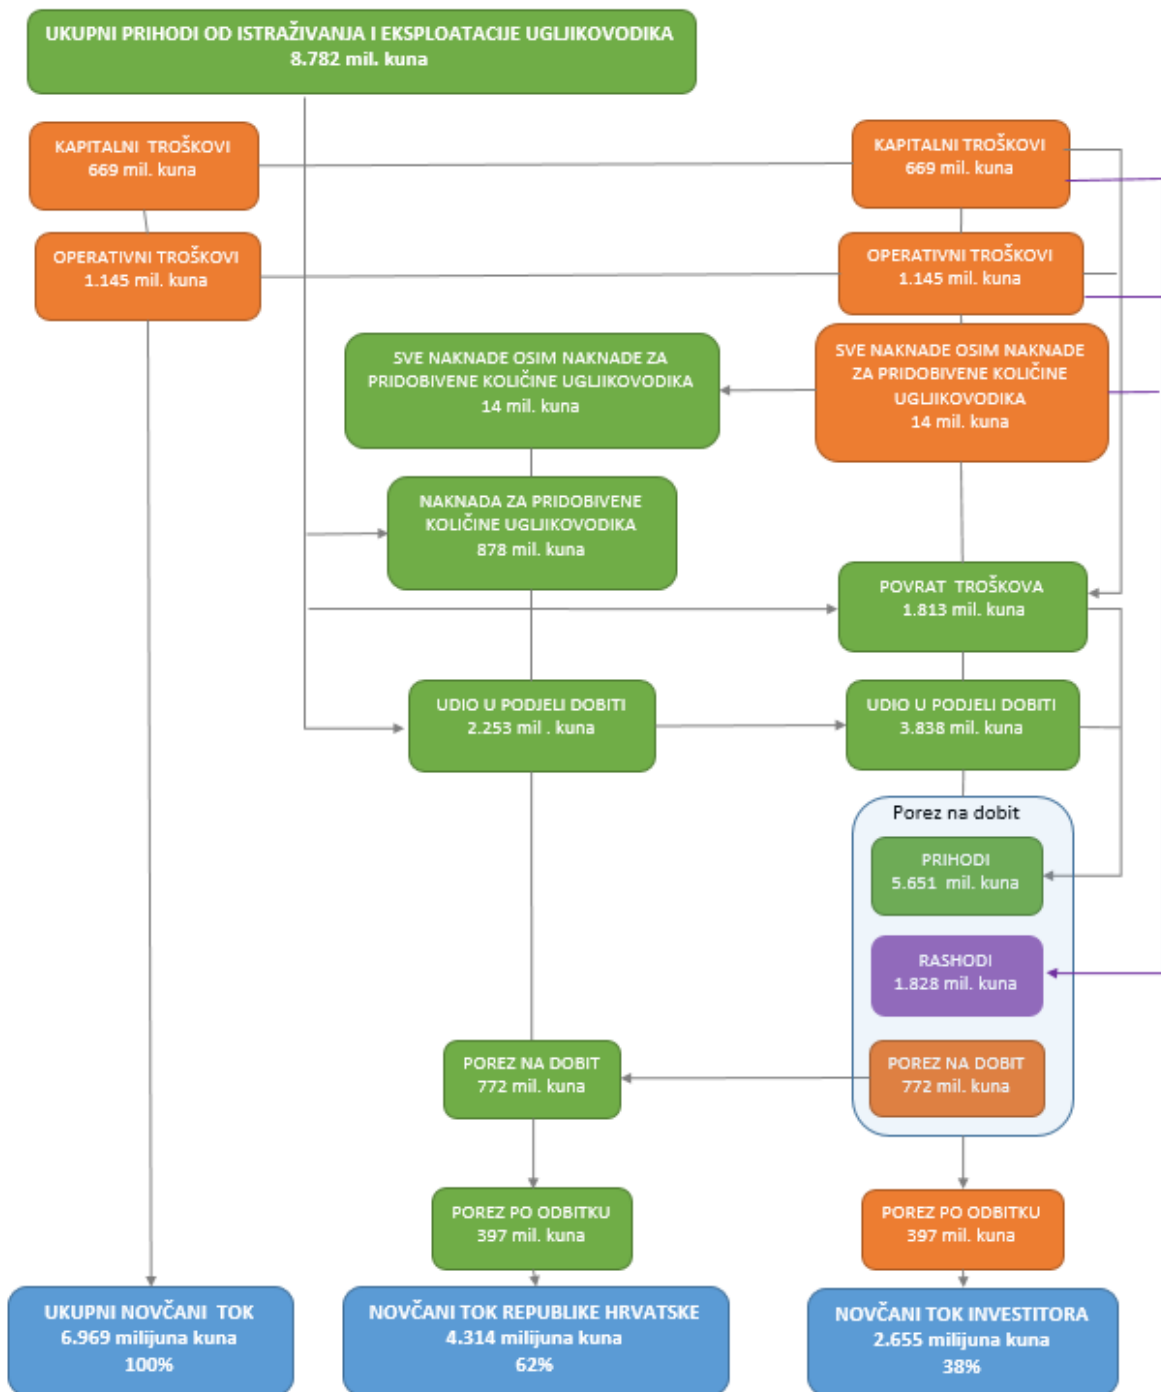 UKUPNI PRIHODI OD ISTRAŽIVANJA I EKSPLOATACIJE UGLJIKOVODIKA
8.782 mil. kuna
KAPITALNI TROŠKOVI
669 mil. kuna
KAPITALNI TROŠKOVI
669 mil. kuna
OPERATIVNI TROŠKOVI
1.145 mil. kuna
OPERATIVNI TROŠKOVI
1.145 mil. kuna
SVE NAKNADE OSIM NAKNADE ZA
PRIDOBIVENE KOLIČINE UGLJIKOVODIKA
14 mil. kuna
SVE NAKNADE OSIM NAKNADE
ZA PRIDOBIVENE KOLIČINE
UGLJIKOVODIKA
14 mil. kuna
NAKNADA ZA PRIDOBIVENE
KOLIČINE UGLJIKOVODIKA
878 mil. kuna
POVRAT TROŠKOVA
1.813 mil. kuna
UDIO U PODJELI DOBITI
2.253 mil . kuna
UDIO U PODJELI DOBITI
3.838 mil. kuna
Porez na dobit
PRIHODI
5.651 mil. kuna
RASHODI
1.828 mil. kuna
POREZ NA DOBIT
772 mil. kuna
POREZ NA DOBIT
772 mil. kuna
POREZ PO ODBITKU
397 mil. kuna
POREZ PO ODBITKU
397 mil. kuna
UKUPNI NOVČANI TOK
6.969 milijuna kuna
100%
NOVČANI TOK REPUBLIKE HRVATSKE
4.314 milijuna kuna
62%
NOVČANI TOK INVESTITORA
2.655 milijuna kuna
38%